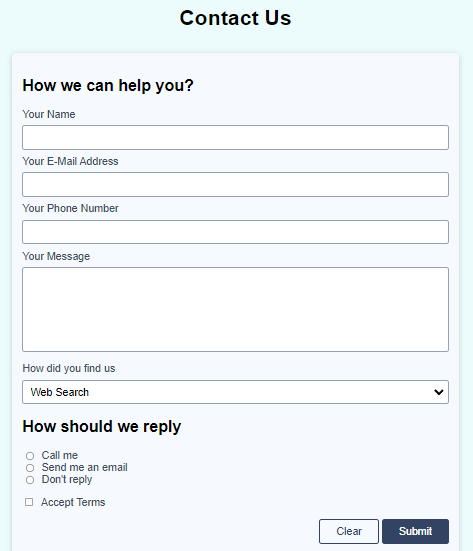 Contact Us
How we can help you?
Your Name
Your E-Mail Address
Your Phone Number
Your Message
How did you find us
Web Search
How should we reply
Call me
Send me an email
Don't reply
Accept Terms
Clear Submit